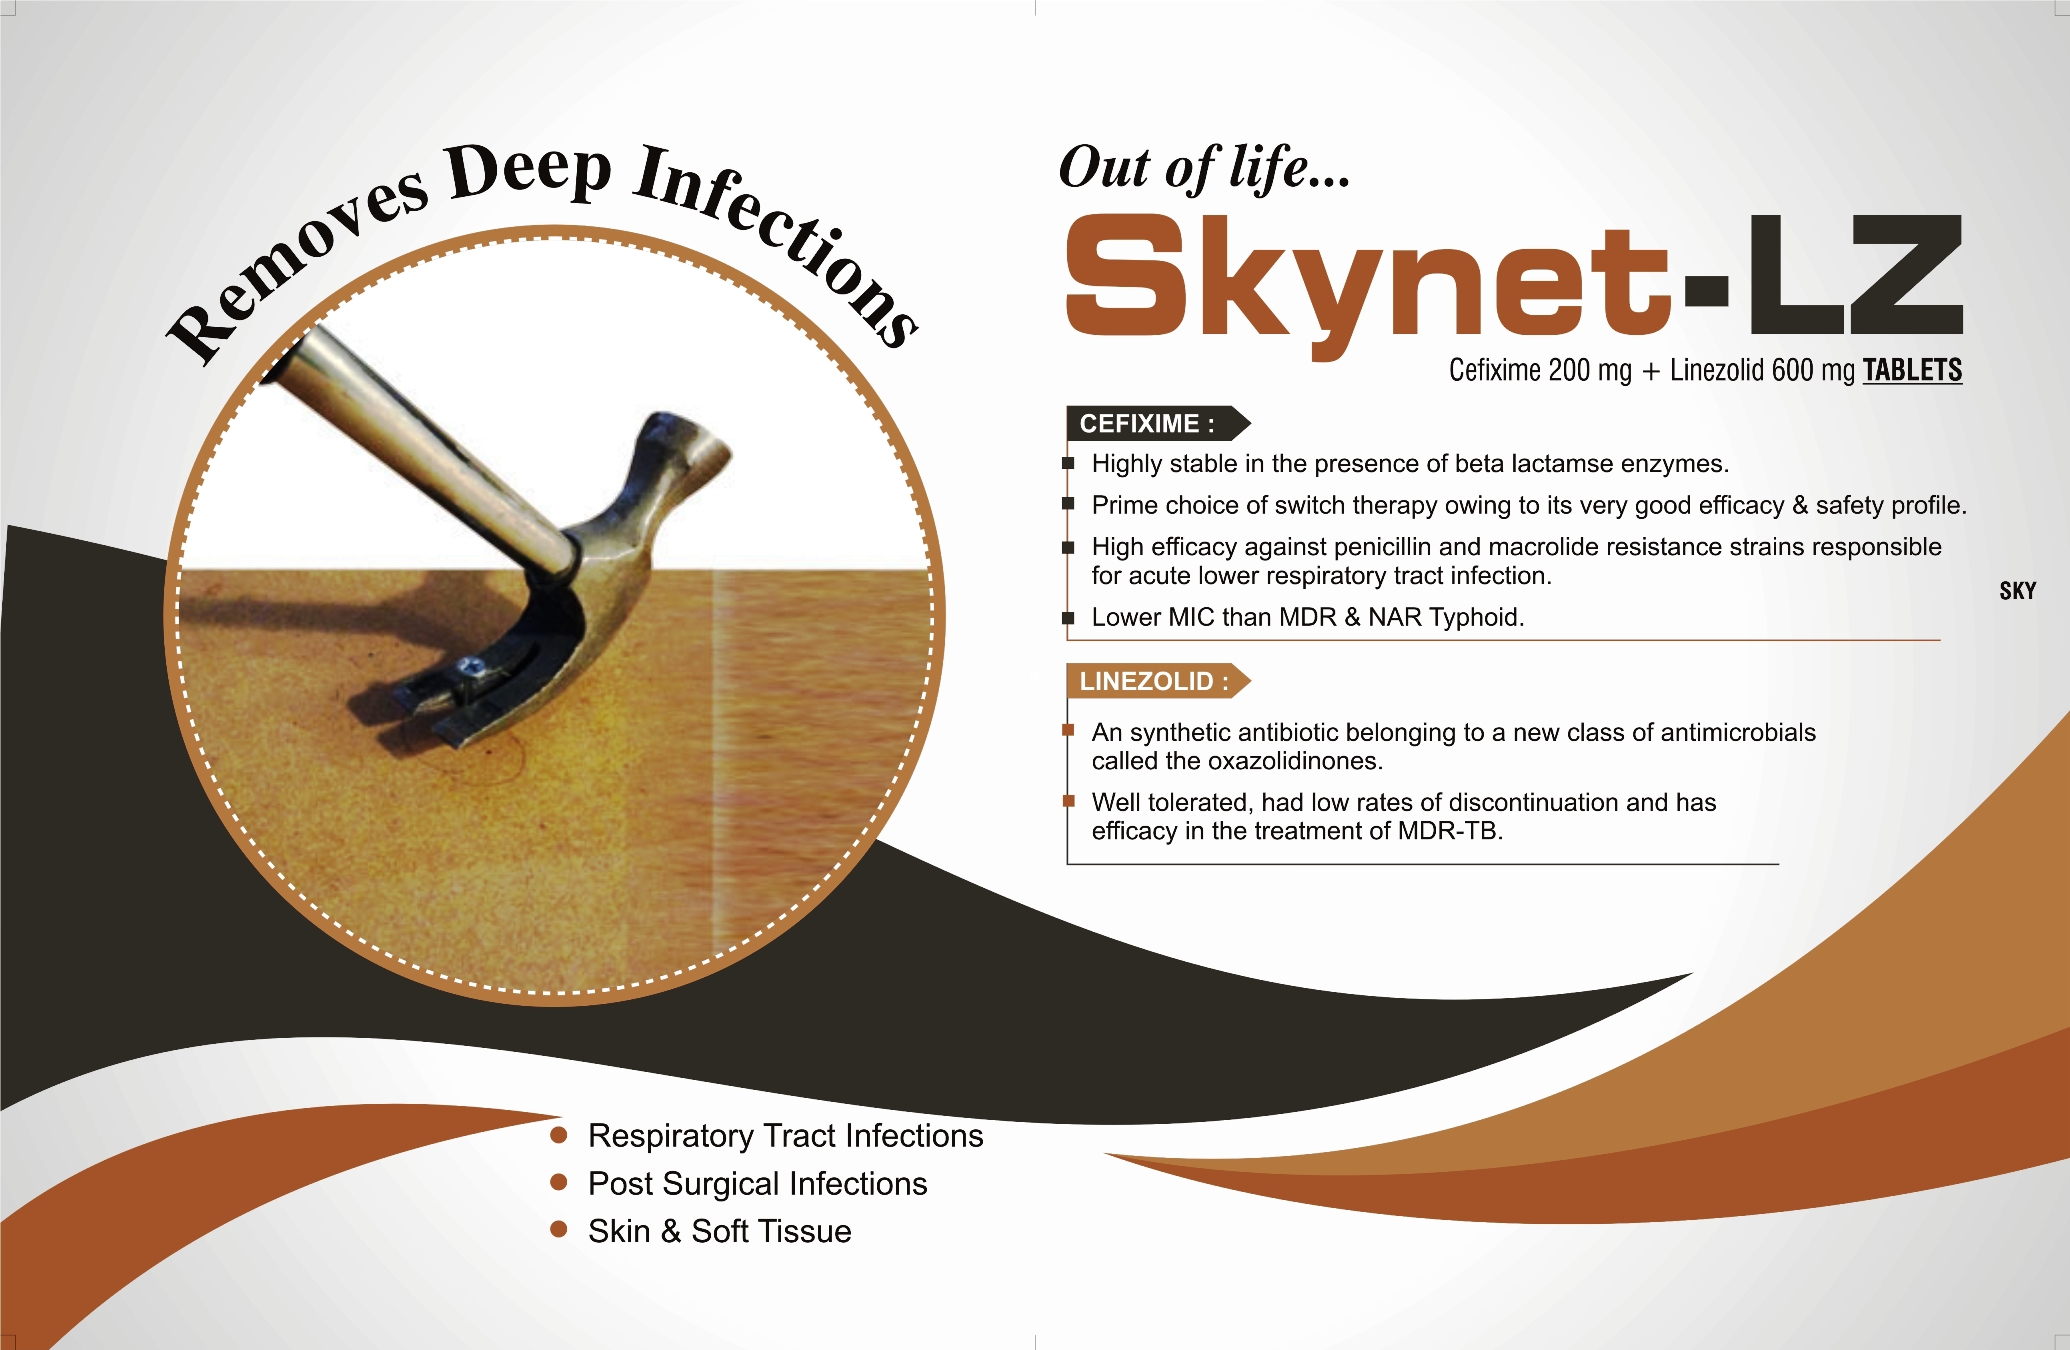 Removes Deep Infections
Out of life...
Skynet-LZ
Cefixime 200 mg + Linezolid 600 mg TABLETS
CEFIXIME :
Highly stable in the presence of beta lactamse enzymes.
Prime choice of switch therapy owing to its very good efficacy & safety profile.
High efficacy against penicillin and macrolide resistance strains responsible
for acute lower respiratory tract infection.
Lower MIC than MDR & NAR Typhoid.
SKY
LINEZOLID :
An synthetic antibiotic belonging to a new class of antimicrobials
called the oxazolidinones.
Well tolerated, had low rates of discontinuation and has
efficacy in the treatment of MDR-TB.
Respiratory Tract Infections
Post Surgical Infections
Skin & Soft Tissue